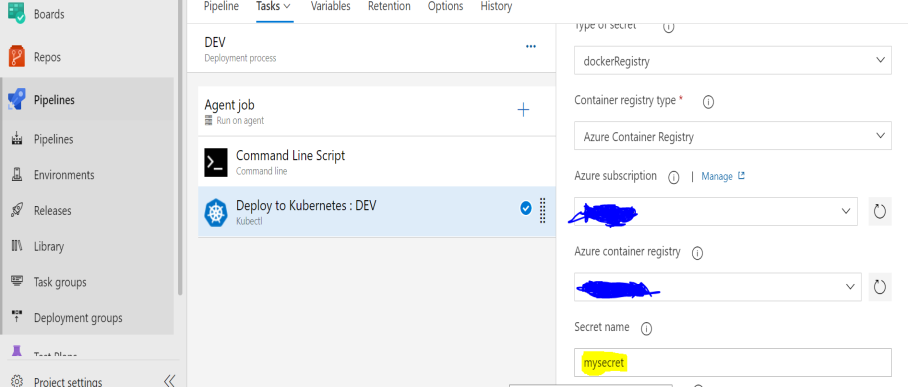 Boards
Repos
Pipelines
Pipelines
Environments
Releases
Library
Task groups
Deployment groups
Test Plans
Project settings
Pipeline Tasks Variables Retention Options History
DEV
Deployment process
Agent job
Run on agent
Command Line Script
Command line
Deploy to Kubernetes : DEV
Kubectl
Type of secret
dockerRegistry
Container registry type *
Azure Container Registry
Azure subscription | Manage
Azure container registry
Secret name
mysecret